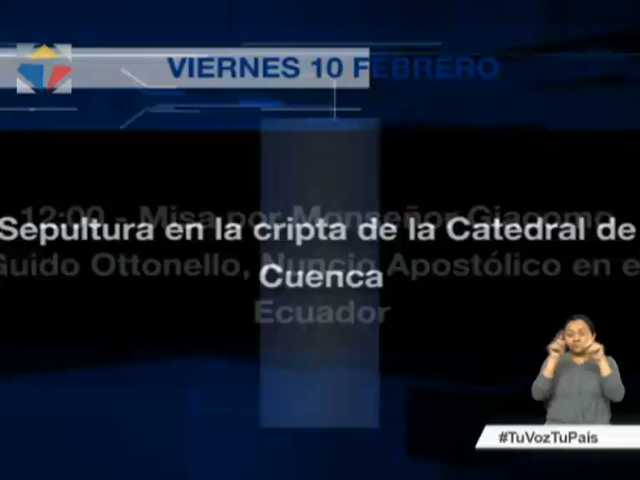 VIERNES 10 FEBRERO
12:00 - Misa por Monseñor Giacomo
Sepultura en la cripta de la Catedral de
Guido Ottonello, Nuncio Apostólico en el
Cuenca
Ecuador
#TuVozTuPaís